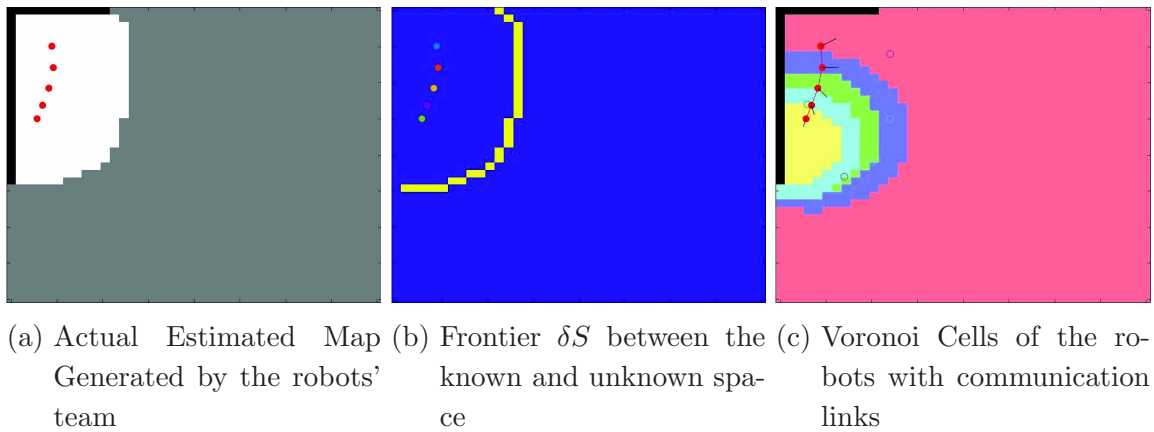 (a) Actual Estimated Map
Generated by the robots'
team
(b) Frontier δS between the
known and unknown spa-
ce
(c) Voronoi Cells of the ro-
bots with communication
links